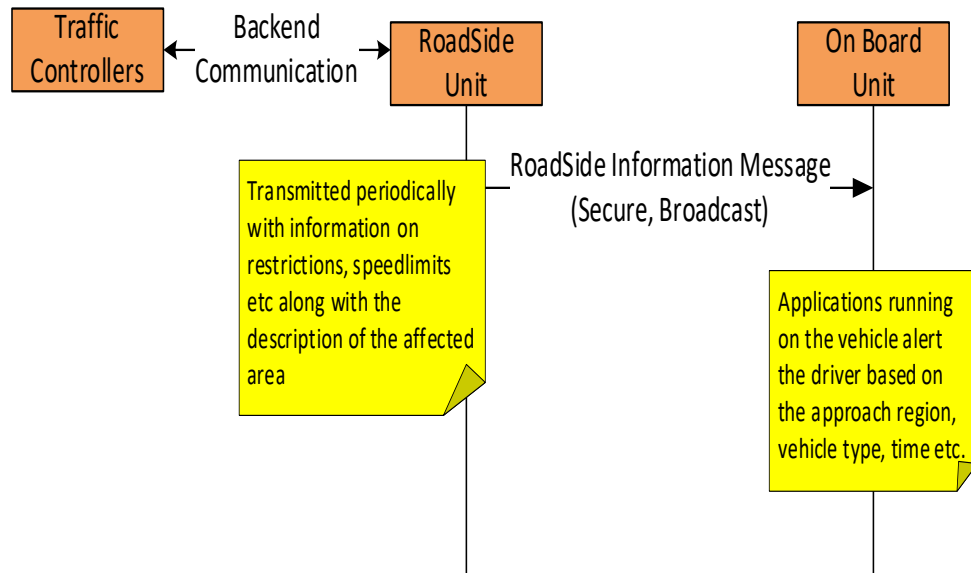 Traffic
Controllers
Backend
Communication
RoadSide
Unit
On Board
Unit
RoadSide Information Message
(Secure, Broadcast)
Transmitted periodically
with information on
restrictions, speedlimits
etc along with the
description of the affected
area
Applications running
on the vehicle alert
the driver based on
the approach region,
vehicle type, time etc.